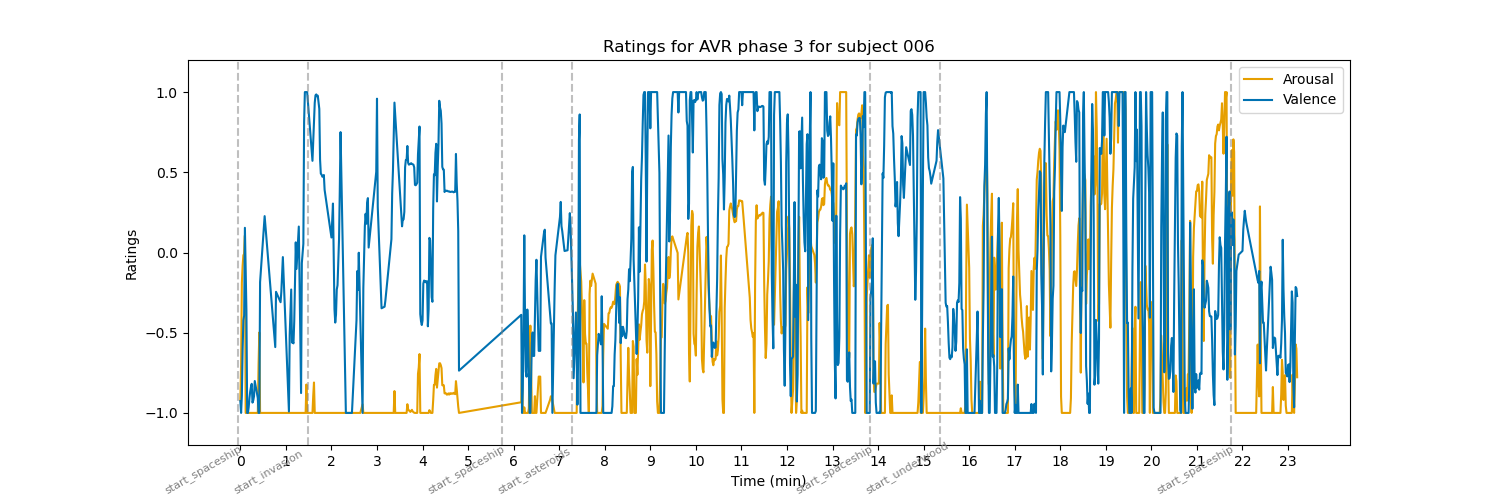 Ratings for AVR phase 3 for subject 006
Arousal
Valence
Ratings
1.0
0.5
0.0
−0.5
−1.0
0 1 2 3 4 5 6 7 8 9 10 11 12 13 14 15 16 17 18 19 20 21 22 23
start_spaceship
start_invasion
start_spaceship
start_asteroids
start_spaceship
start_underwood
start_spaceship
Time (min)